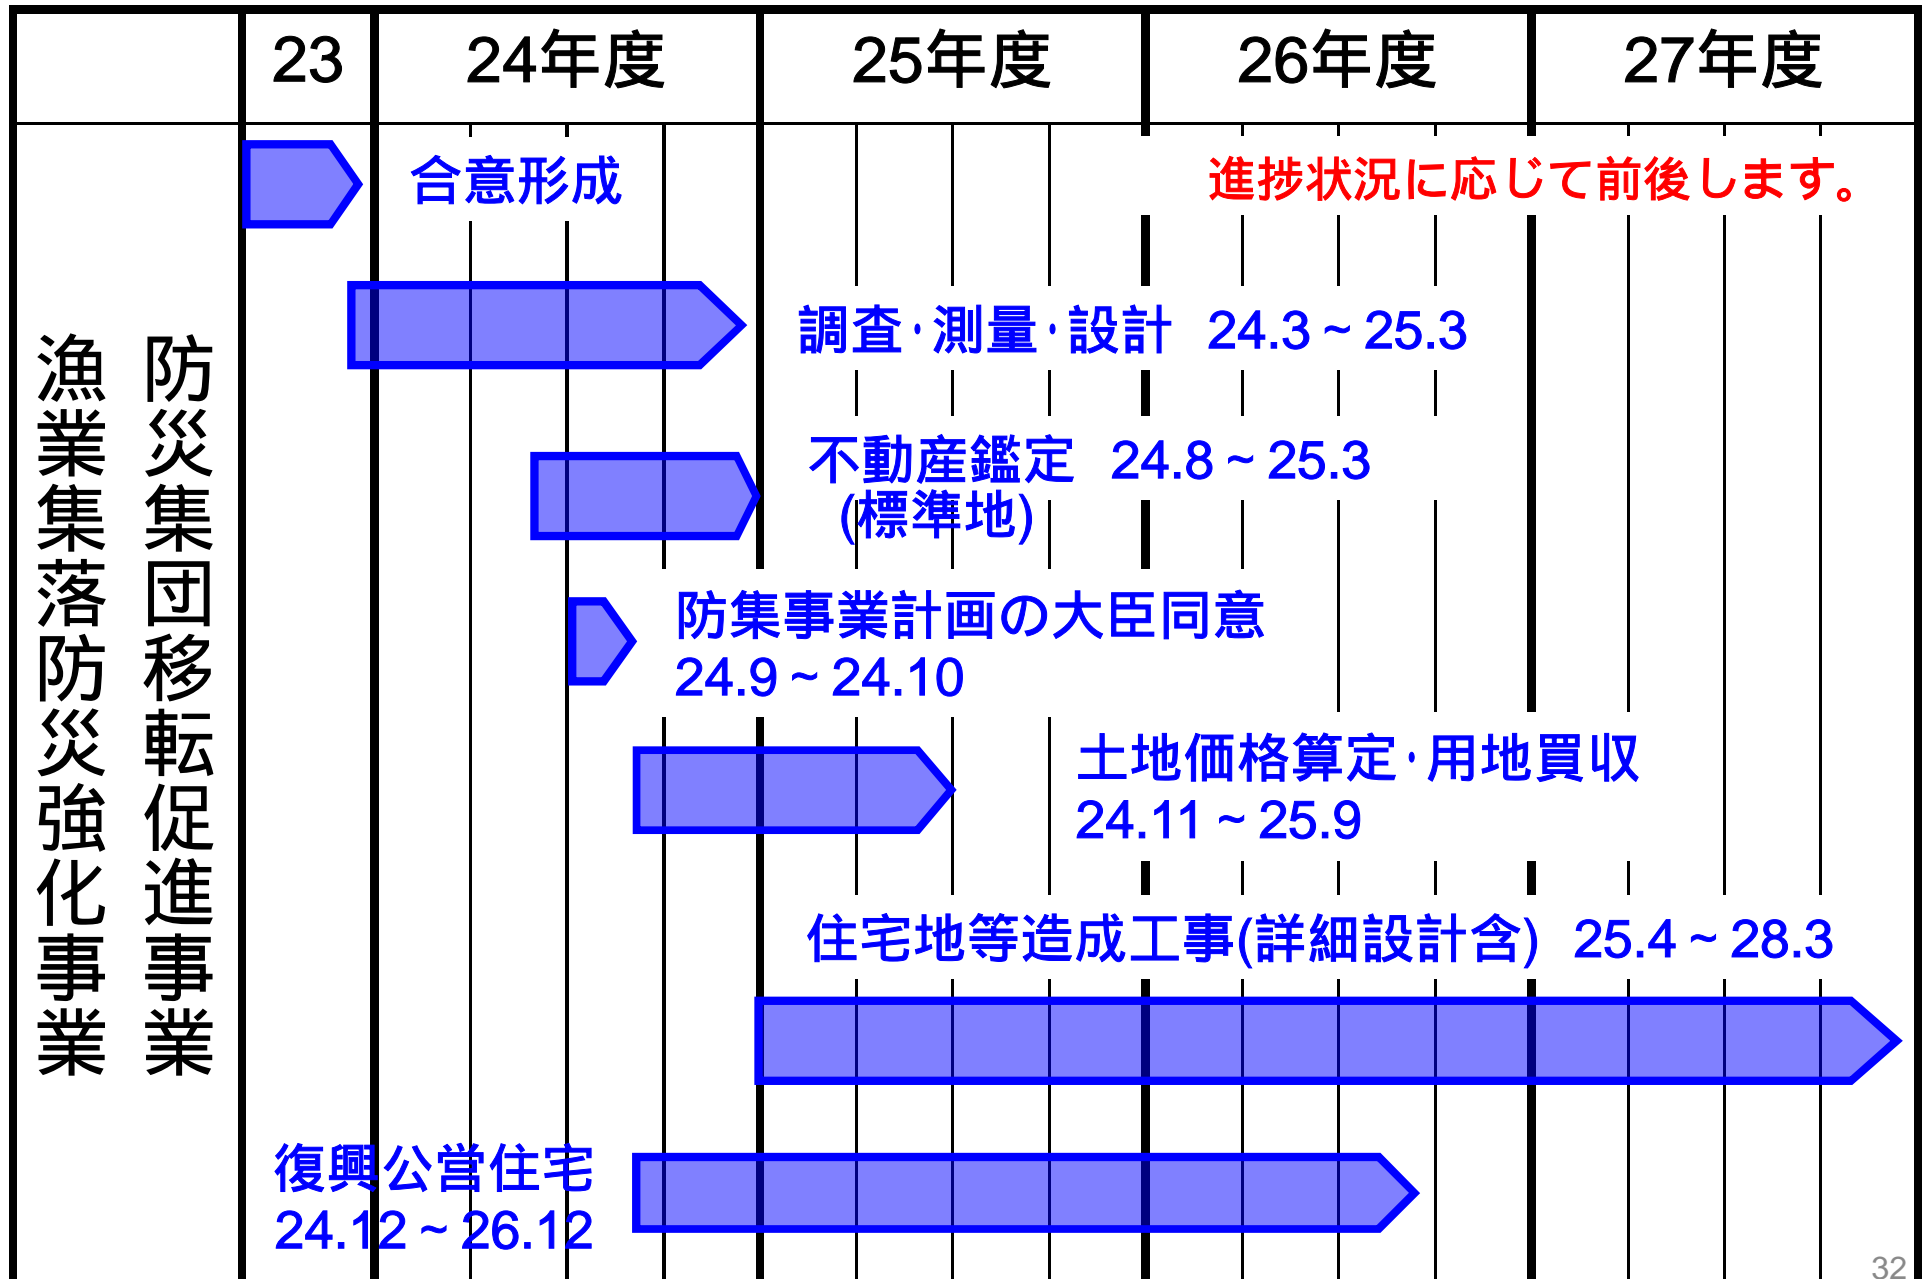 23
24年度
25年度
26年度
27年度
防災集団移転促進事業
漁業集落防災強化事業
合意形成
進捗状況に応じて前後します。
調査・測量・設計 24.3~25.3
不動産鑑定 24.8~25.3
(標準地)
防集事業計画の大臣同意
24.9~24.10
土地価格算定・用地買収
24.11~25.9
住宅地等造成工事(詳細設計含) 25.4~28.3
復興公営住宅
24.12~26.12
32